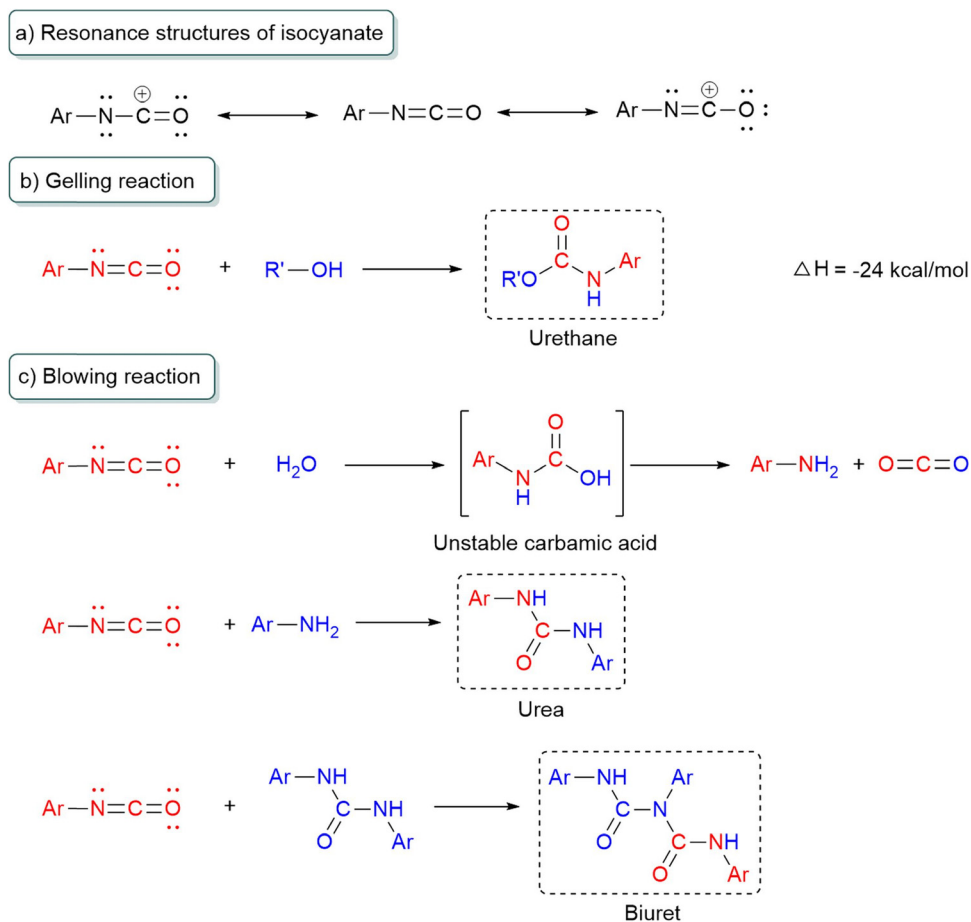 a) Resonance structures of isocyanate
Ar—N—C=O ⟷ Ar—N=C=O ⟷ Ar—N=C—O
⊕ ⊕
b) Gelling reaction
Ar—N=C=O + R'—OH → R'O C O N H Ar △H = -24 kcal/mol
Urethane
c) Blowing reaction
Ar—N=C=O + H₂O → [Ar N H C O OH] → Ar—NH₂ + O=C=O
Unstable carbamic acid
Ar—N=C=O + Ar—NH₂ → Ar—NH C O NH Ar
Urea
Ar—N=C=O + Ar—NH C O NH Ar → Ar—NH C O N Ar C O NH Ar
Biuret